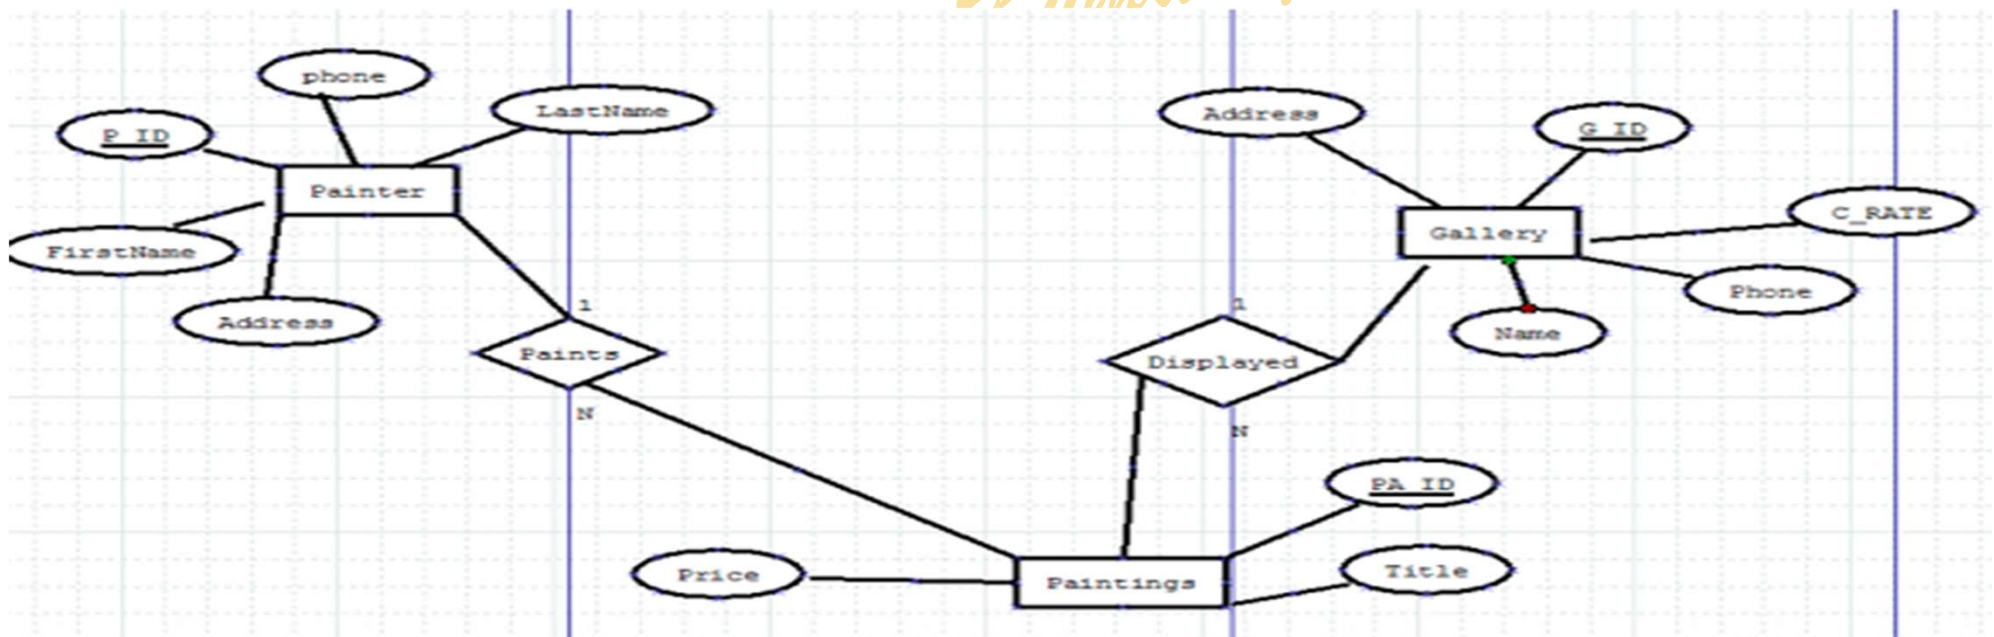 phone
LastName
P_ID
Painter
FirstName
Address
1
Paints
N
Address
G_ID
C_RATE
Gallery
Phone
Name
1
Displayed
N
PA_ID
Title
Price
Paintings